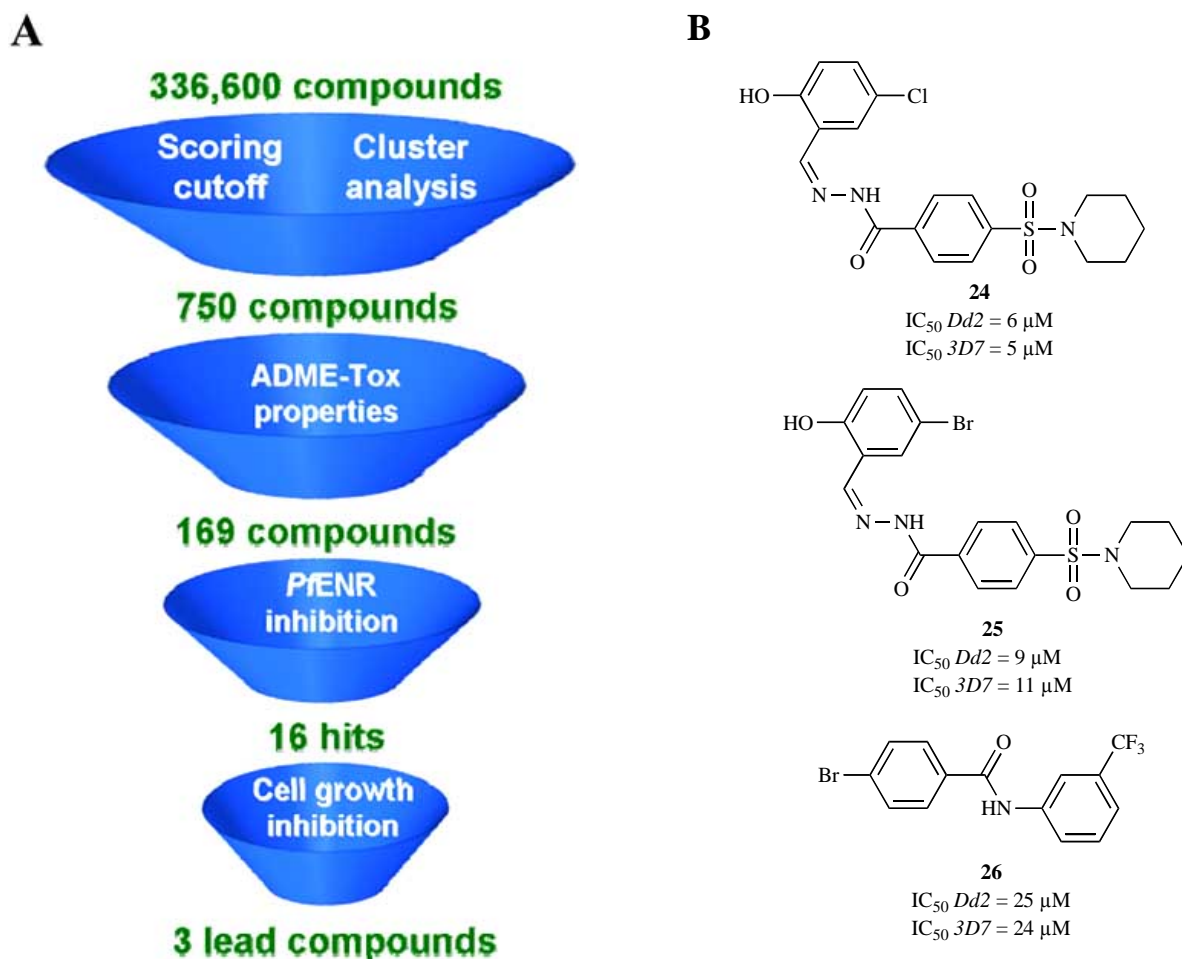 A
336,600 compounds
Scoring cutoff
Cluster analysis
750 compounds
ADME-Tox properties
169 compounds
PfENR inhibition
16 hits
Cell growth inhibition
3 lead compounds
B
HO
Cl
N
NH
O
O
S
O
N
24
IC₅₀ Dd2 = 6 µM
IC₅₀ 3D7 = 5 µM
HO
Br
N
NH
O
O
S
O
N
25
IC₅₀ Dd2 = 9 µM
IC₅₀ 3D7 = 11 µM
Br
O
HN
CF₃
26
IC₅₀ Dd2 = 25 µM
IC₅₀ 3D7 = 24 µM